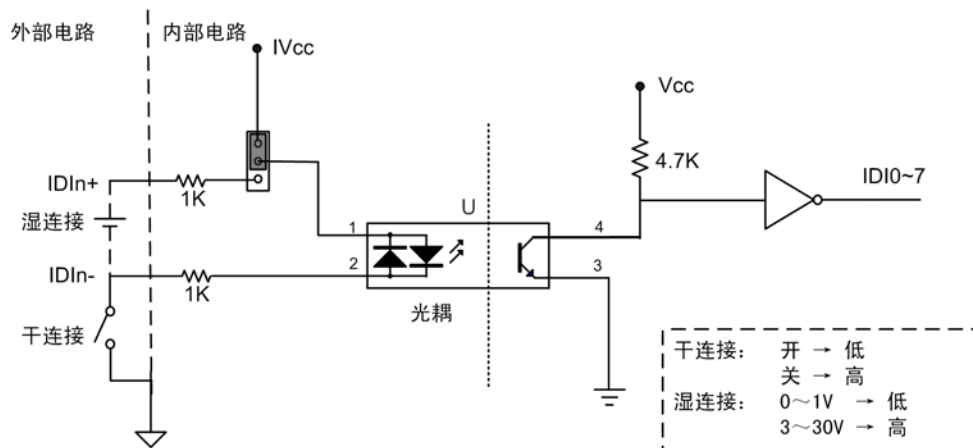 外部电路
内部电路
IVcc
Vcc
4.7K
IDIn+
1K
IDI0~7
湿连接
U
1
4
2
3
IDIn-
1K
光耦
干连接
干连接: 开 → 低
关 → 高
湿连接: 0～1V → 低
3～30V → 高